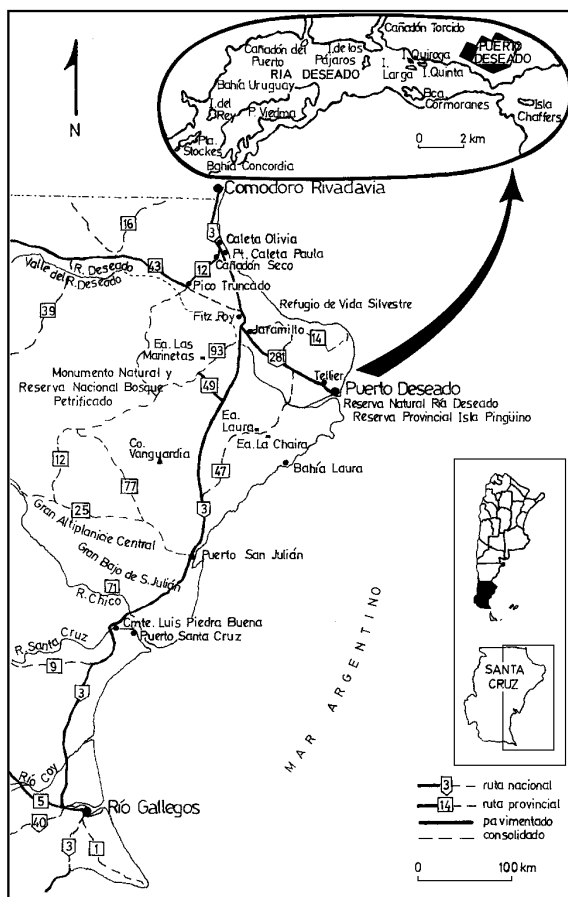 Cañadón Torcido
Cañadón del
Puerto
I. de los
Pájaros
I. Quiroga
PUERTO
DESEADO
RIA DESEADO
I.
Larga
I. Quinta
Bahía Uruguay
Bca.
Cormoranes
I. del
Rey
P. Viedma
Isla
Chaffers
Pta.
Stockes
Bahía Concordia
0 2 km
N
Comodoro Rivadavia
16
3
Caleta Olivia
Pt. Caleta Paula
R. Deseado
43
12
Cañadón Seco
Valle del R. Deseado
Pico Truncado
Refugio de Vida Silvestre
39
Fitz Roy
Jaramillo
14
Ea. Las
Marinetas
93
281
Monumento Natural y
Reserva Nacional Bosque
Petrificado
Tellier
49
Puerto Deseado
Reserva Natural Ría Deseado
Reserva Provincial Isla Pingüino
Ea.
Laura
Ea. La Chaira
Co.
Vanguardia
12
77
47
Bahía Laura
25
3
Gran Altiplanicie Central
Gran Bajo de S. Julián
Puerto San Julián
71
R. Chico
Cmte. Luis Piedra Buena
Puerto Santa Cruz
R. Santa Cruz
9
3
MAR ARGENTINO
SANTA
CRUZ
Río Coy
5
Río Gallegos
40
3
1
3 ruta nacional
14 ruta provincial
pavimentado
consolidado
0 100 km